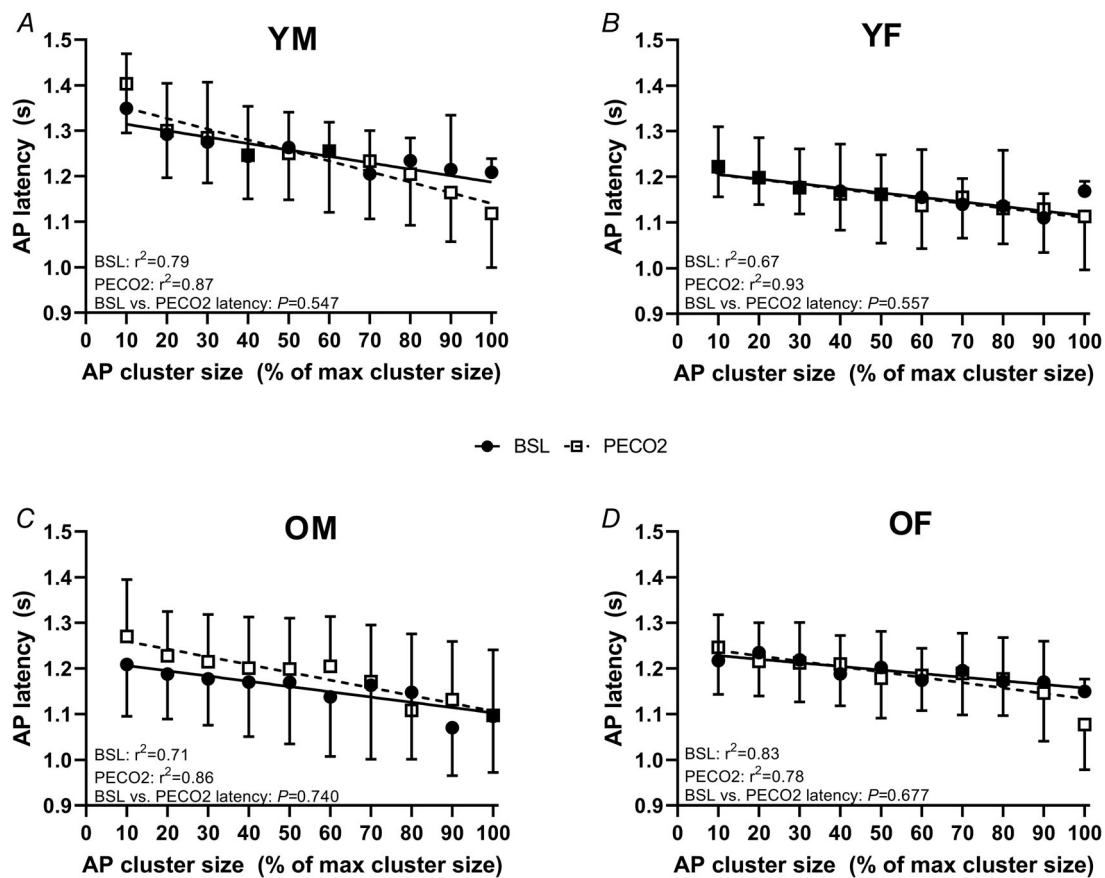 A
YM
1.5
1.4
1.3
1.2
1.1
1.0
0.9
AP latency (s)
BSL: r²=0.79
PECO2: r²=0.87
BSL vs. PECO2 latency: P=0.547
0 10 20 30 40 50 60 70 80 90 100
AP cluster size (% of max cluster size)
B
YF
1.5
1.4
1.3
1.2
1.1
1.0
0.9
AP latency (s)
BSL: r²=0.67
PECO2: r²=0.93
BSL vs. PECO2 latency: P=0.557
0 10 20 30 40 50 60 70 80 90 100
AP cluster size (% of max cluster size)
BSL PECO2
C
OM
1.5
1.4
1.3
1.2
1.1
1.0
0.9
AP latency (s)
BSL: r²=0.71
PECO2: r²=0.86
BSL vs. PECO2 latency: P=0.740
0 10 20 30 40 50 60 70 80 90 100
AP cluster size (% of max cluster size)
D
OF
1.5
1.4
1.3
1.2
1.1
1.0
0.9
AP latency (s)
BSL: r²=0.83
PECO2: r²=0.78
BSL vs. PECO2 latency: P=0.677
0 10 20 30 40 50 60 70 80 90 100
AP cluster size (% of max cluster size)